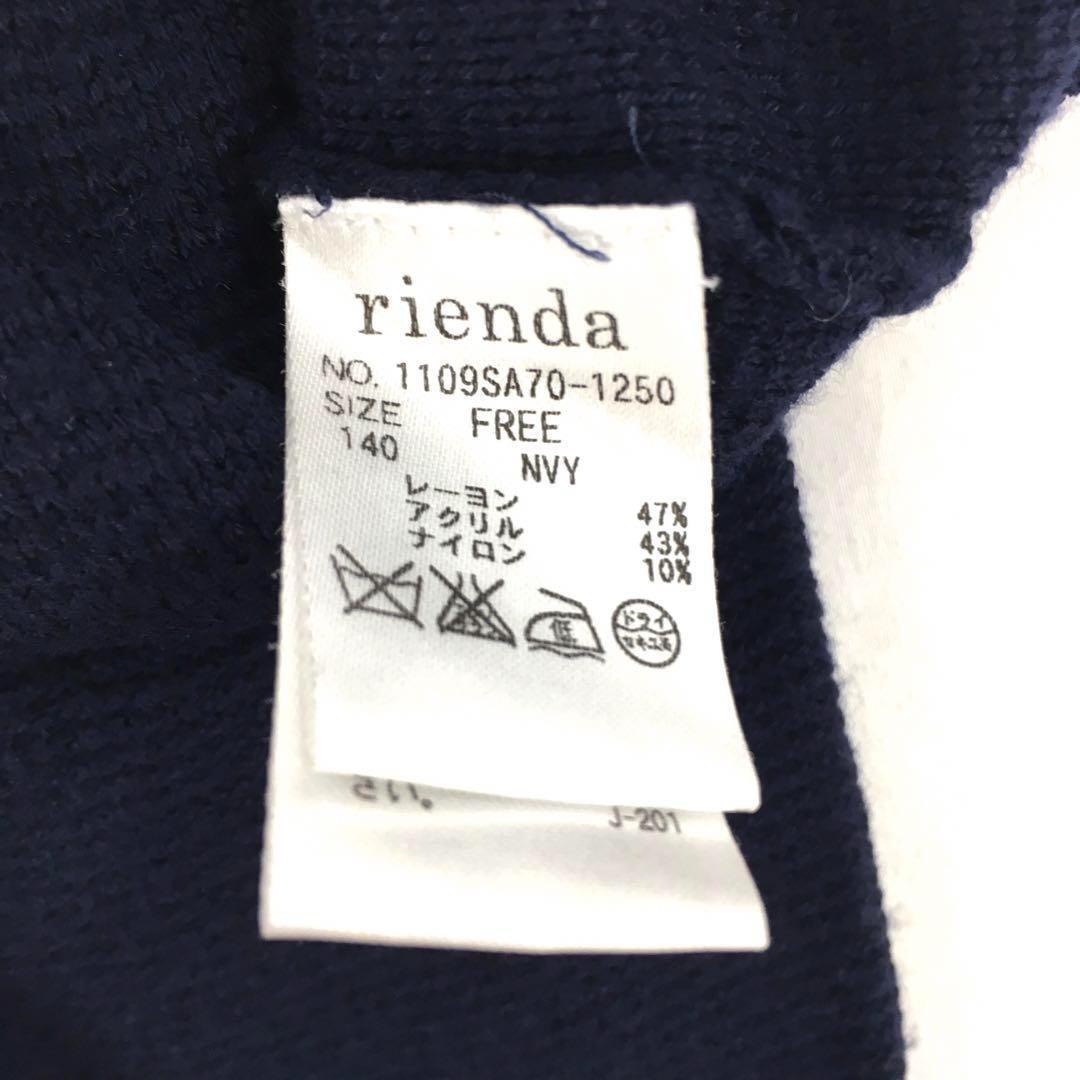 rienda
NO. 1109SA70-1250
SIZE FREE
140 NVY
レーヨン 47%
アクリル 43%
ナイロン 10%
低
ドライ
J-201